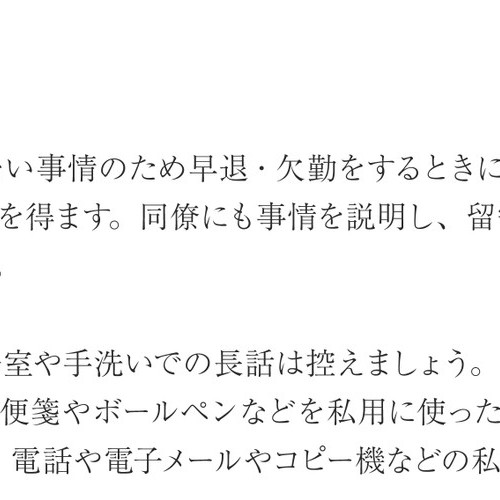 い事情のため早退・欠勤をするときに
を得ます。同僚にも事情を説明し、留
。
室や手洗いでの長話は控えましょう。
便箋やボールペンなどを私用に使った
電話や電子メールやコピー機などの私